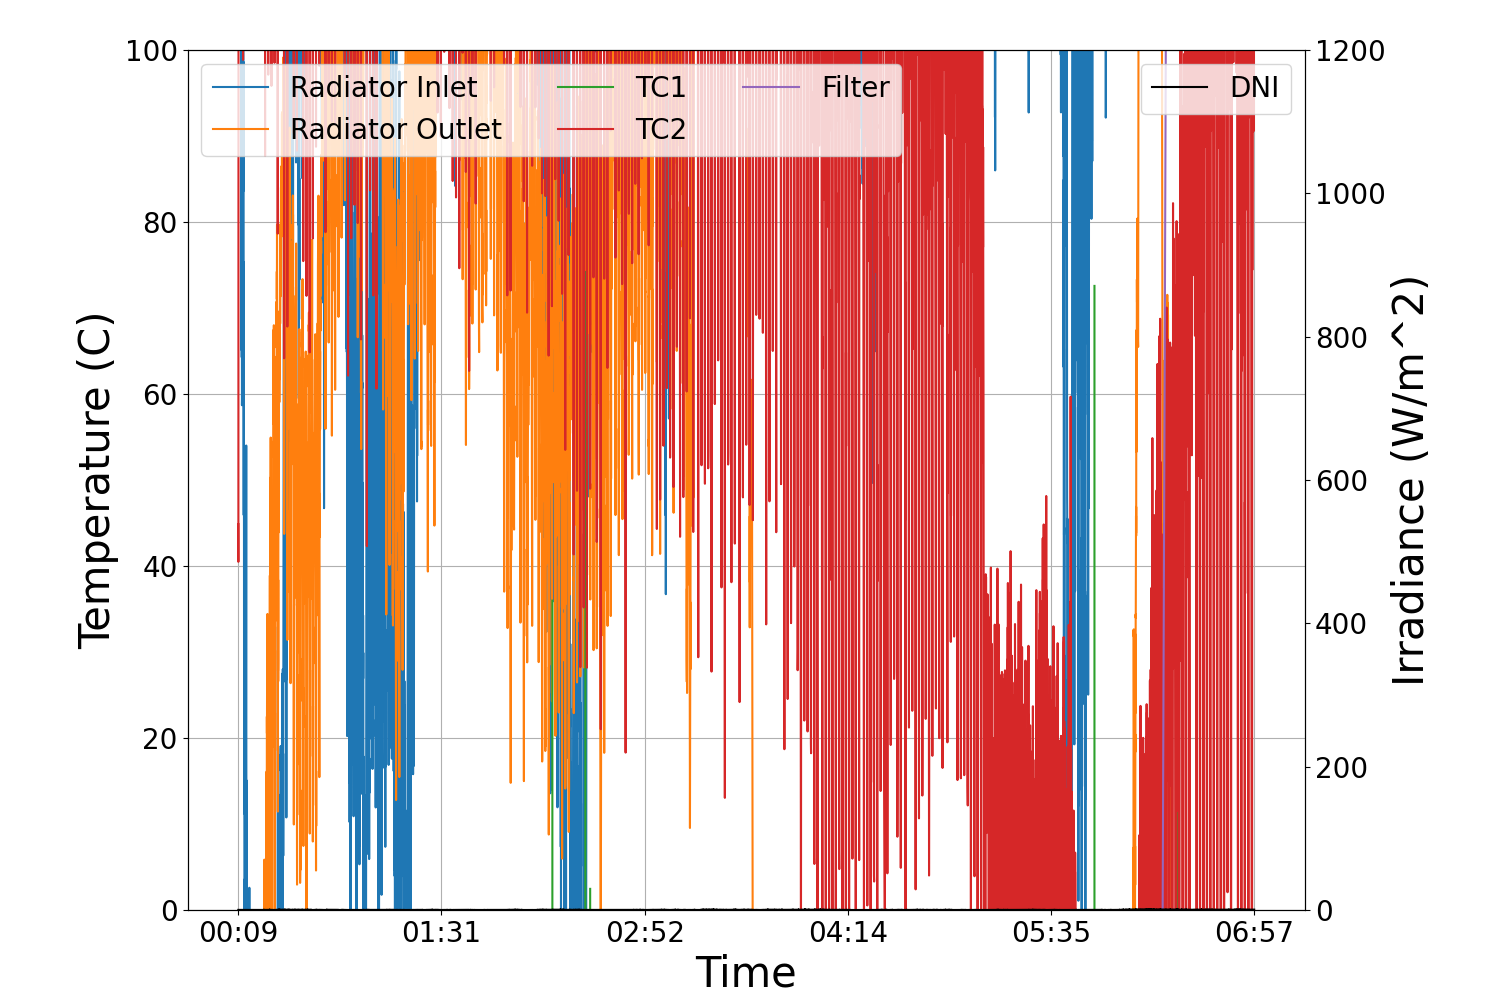 100
80
60
40
20
0
Temperature (C)
Radiator Inlet
Radiator Outlet
TC1
TC2
Filter
DNI
1200
1000
800
600
400
200
0
Irradiance (W/m^2)
00:09 01:31 02:52 04:14 05:35 06:57
Time